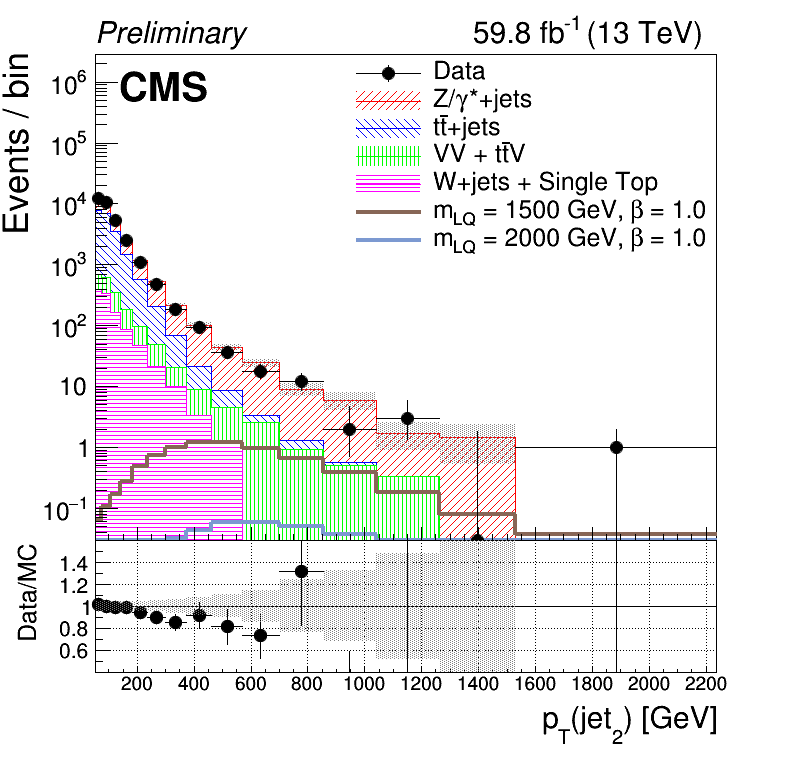 Preliminary 59.8 fb⁻¹ (13 TeV)
CMS
Data
Z/γ*+jets
tt̄+jets
VV + tt̄V
W+jets + Single Top
m_LQ = 1500 GeV, β = 1.0
m_LQ = 2000 GeV, β = 1.0
Events / bin
10⁶
10⁵
10⁴
10³
10²
10
1
10⁻¹
Data/MC
1.4
1.2
1
0.8
0.6
200 400 600 800 1000 1200 1400 1600 1800 2000 2200
p_T(jet_2) [GeV]